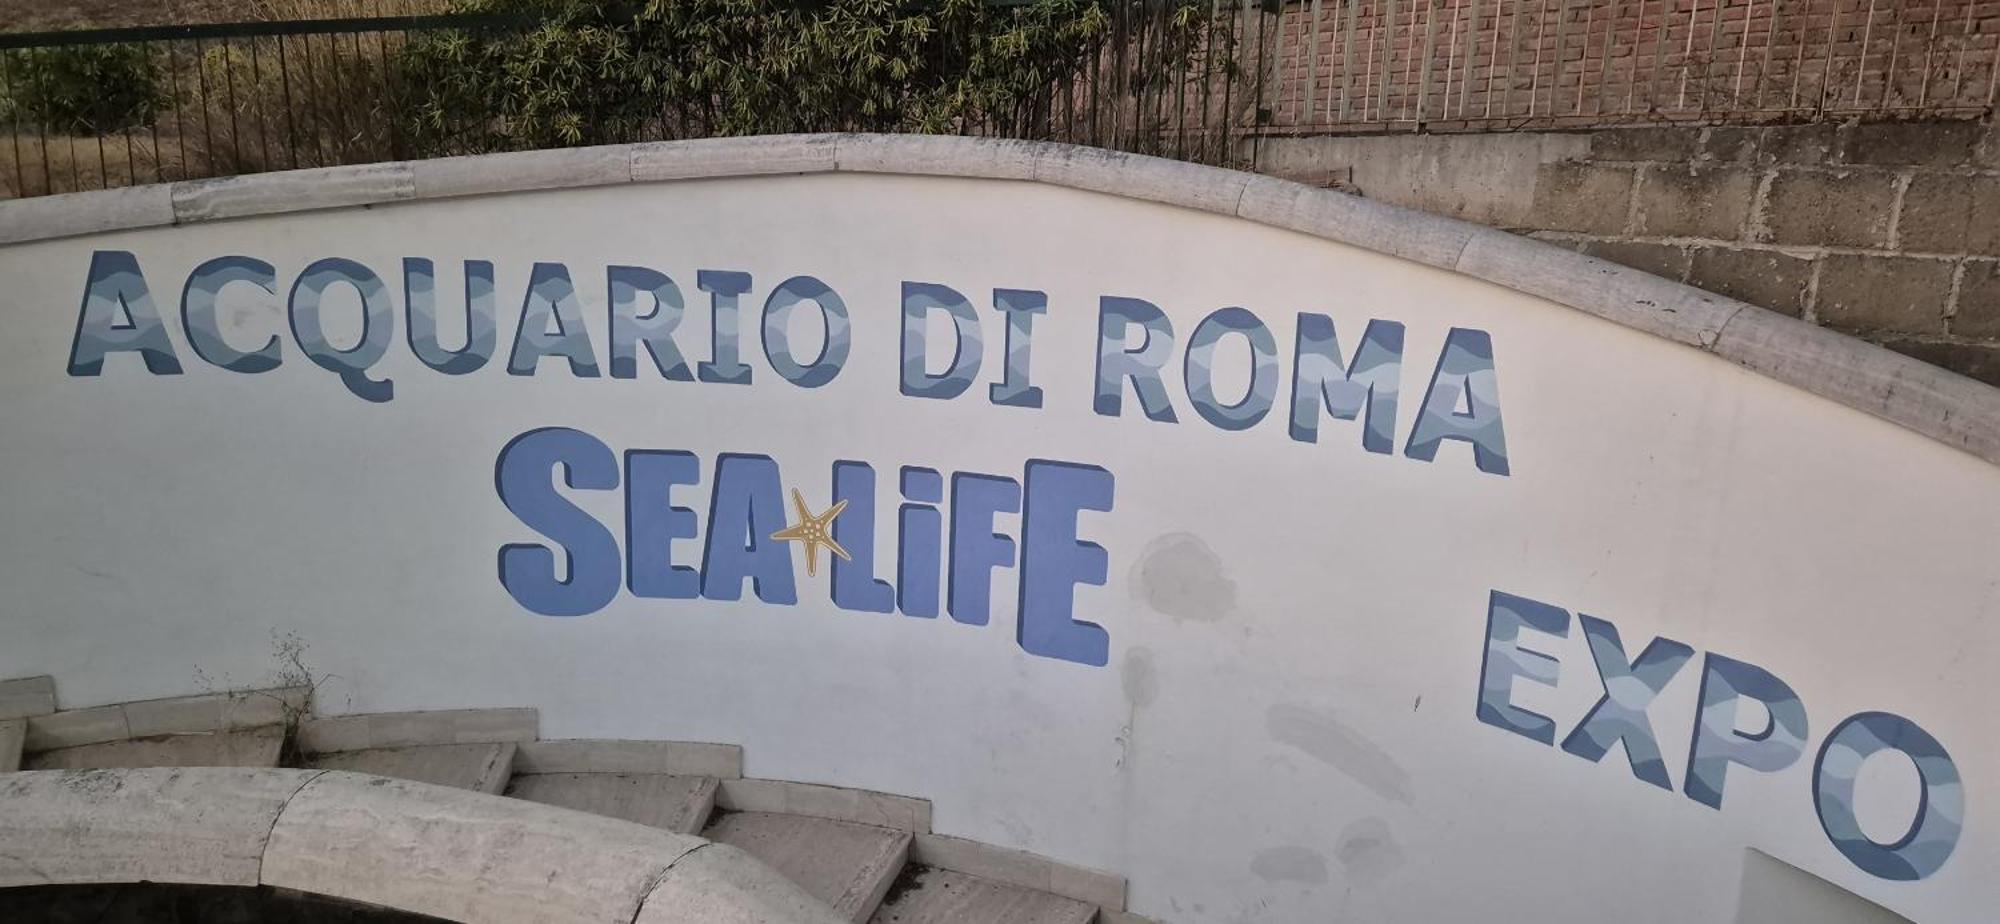 ACQUARIO DI ROMA
SEA LiFE
EXPO